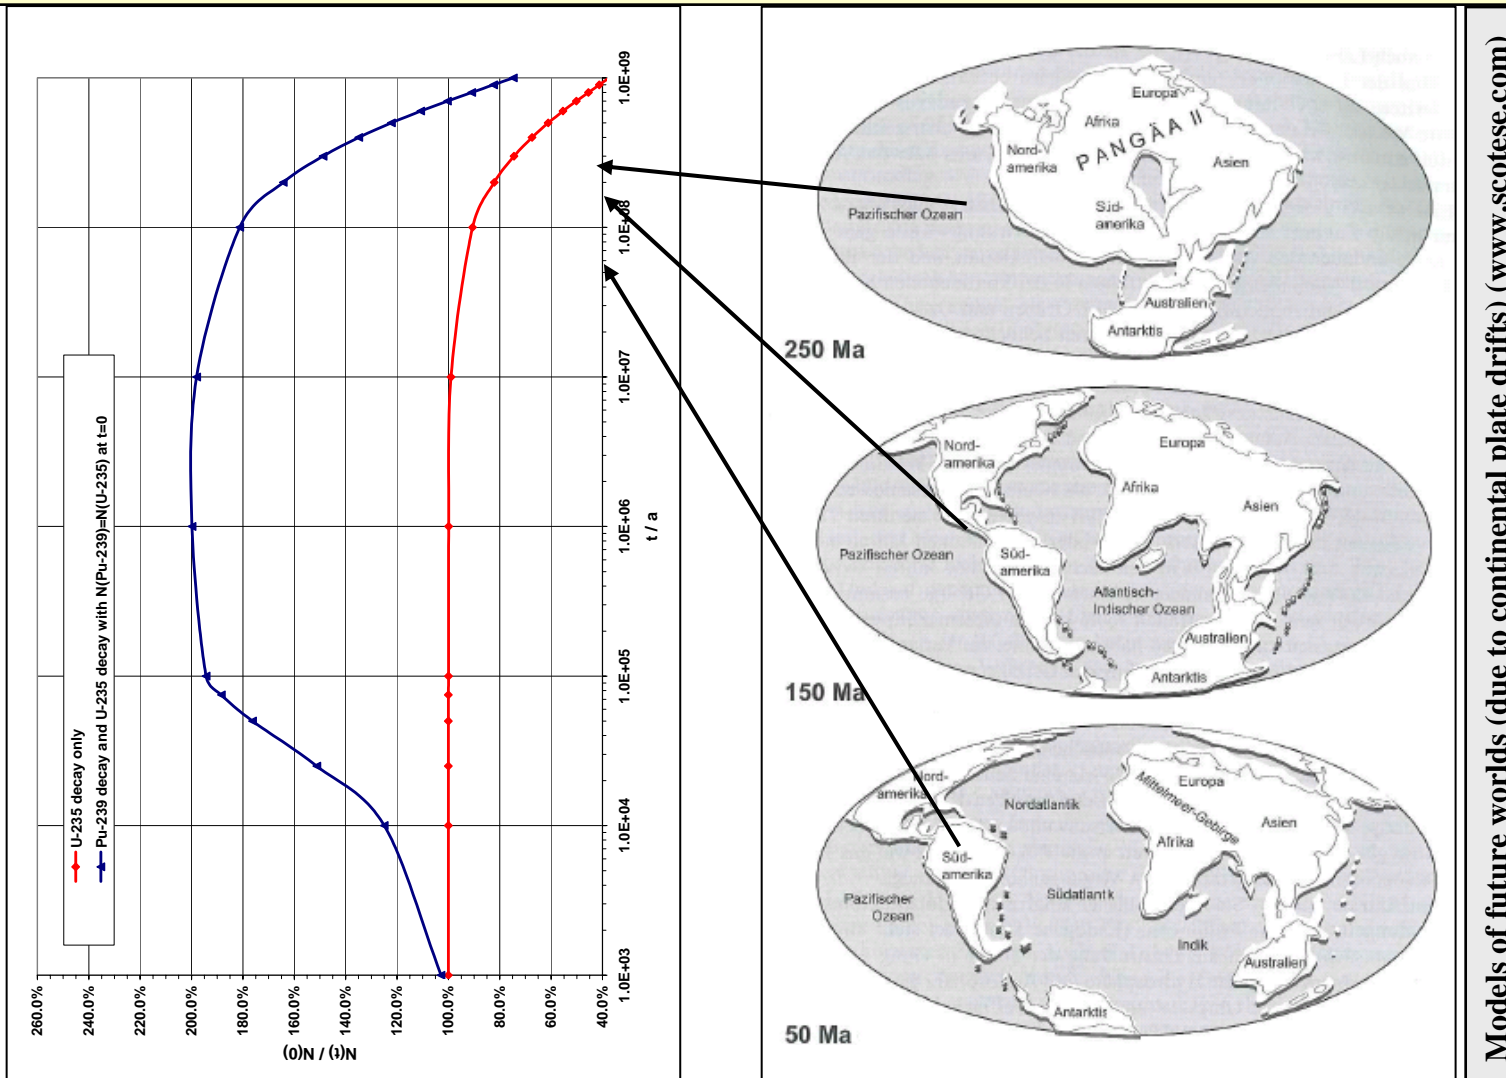 260.0%
240.0%
220.0%
200.0%
180.0%
160.0%
140.0%
120.0%
100.0%
80.0%
60.0%
40.0%
N(t) / N(0)
1.0E+03
1.0E+04
1.0E+05
1.0E+06
1.0E+07
1.0E+08
1.0E+09
t / a
U-235 decay only
Pu-239 decay and U-235 decay with N(Pu-239)=N(U-235) at t=0
Europa
Afrika
PANGÄA II
Nord-
amerika
Asien
Pazifischer Ozean
Süd-
amerika
Australien
Antarktis
250 Ma
Nord-
amerika
Europa
Afrika
Asien
Pazifischer Ozean
Süd-
amerika
Atlantisch-
Indischer Ozean
Australien
Antarktis
150 Ma
Nord-
amerika
Nordatlantik
Europa
Mittelmeer-Gebirge
Asien
Afrika
Süd-
amerika
Pazifischer
Ozean
Südatlantk
Indik
Australien
Antarktis
50 Ma
Models of future worlds (due to continental plate drifts) (www.scotese.com)